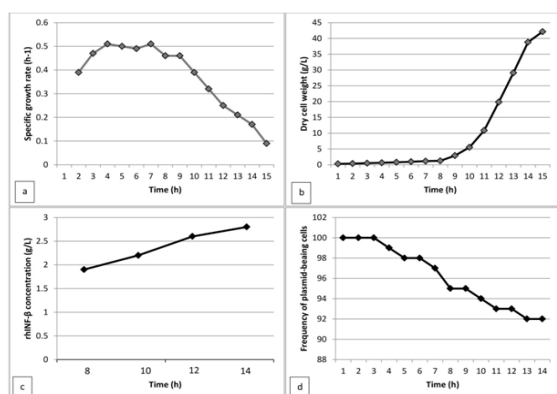 0.6
0.5
0.4
0.3
0.2
0.1
0
Specific growth rate (h-1)
1 2 3 4 5 6 7 8 9 10 11 12 13 14 15
Time (h)
a
45
40
35
30
25
20
15
10
5
0
Dry cell weight (g/L)
1 2 3 4 5 6 7 8 9 10 11 12 13 14 15
Time (h)
b
3
2.5
2
1.5
1
0.5
0
rhINF-β concentration (g/L)
8 10 12 14
Time (h)
c
102
100
98
96
94
92
90
88
Frequency of plasmid-beaing cells
1 2 3 4 5 6 7 8 9 10 11 12 13 14
Time (h)
d